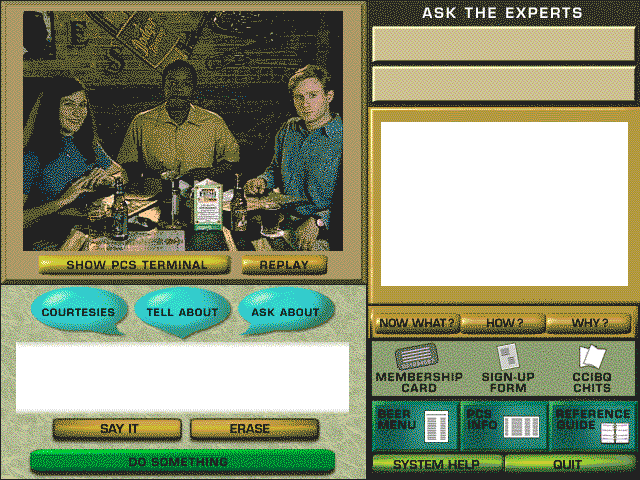 ASK THE EXPERTS
SHOW PCS TERMINAL
REPLAY
COURTESIES
TELL ABOUT
ASK ABOUT
SAY IT
ERASE
DO SOMETHING
NOW WHAT?
HOW?
WHY?
MEMBERSHIP
CARD
SIGN-UP
FORM
CCIBQ
CHITS
BEER
MENU
PCS
INFO
REFERENCE
GUIDE
SYSTEM HELP
QUIT